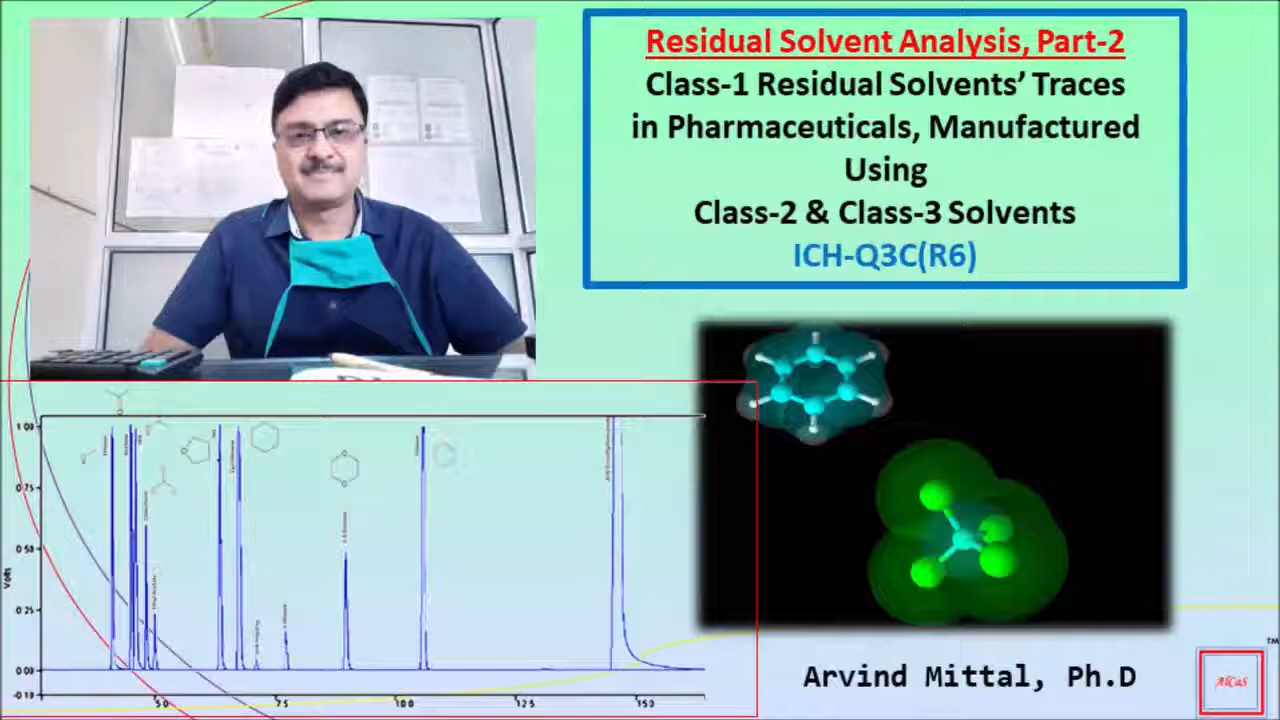 Residual Solvent Analysis, Part-2
Class-1 Residual Solvents’ Traces
in Pharmaceuticals, Manufactured
Using
Class-2 & Class-3 Solvents
ICH-Q3C(R6)
1.00
0.75
0.50
0.25
0.00
-0.10
Volts
50
75
100
125
150
Arvind Mittal, Ph.D
TM